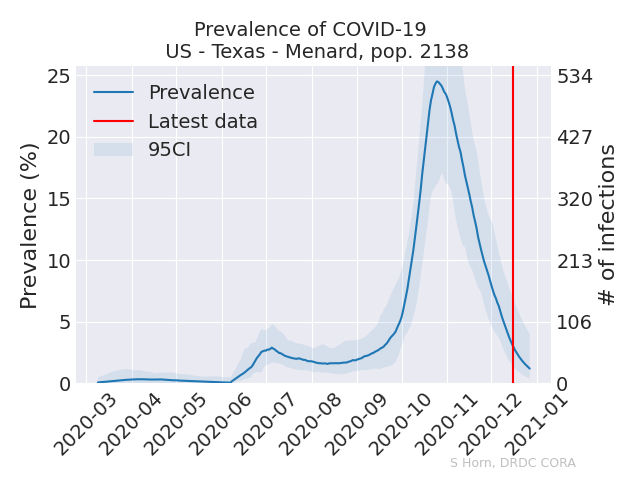 Prevalence of COVID-19
US - Texas - Menard, pop. 2138
Prevalence
Latest data
95CI
Prevalence (%)
25
20
15
10
5
0
534
427
320
213
106
0
# of infections
2020-03
2020-04
2020-05
2020-06
2020-07
2020-08
2020-09
2020-10
2020-11
2020-12
2021-01
S Horn, DRDC CORA